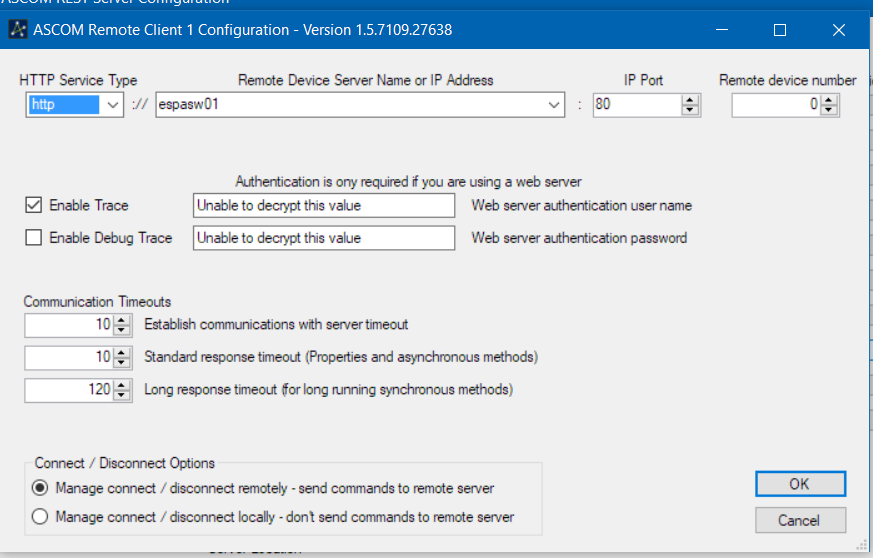 ASCOM REST Server Configuration
ASCOM Remote Client 1 Configuration - Version 1.5.7109.27638
HTTP Service Type Remote Device Server Name or IP Address IP Port Remote device number
http :// espasw01 : 80 0
Authentication is ony required if you are using a web server
Enable Trace Unable to decrypt this value Web server authentication user name
Enable Debug Trace Unable to decrypt this value Web server authentication password
Communication Timeouts
10 Establish communications with server timeout
10 Standard response timeout (Properties and asynchronous methods)
120 Long response timeout (for long running synchronous methods)
Connect / Disconnect Options
Manage connect / disconnect remotely - send commands to remote server
OK
Manage connect / disconnect locally - don't send commands to remote server
Cancel
Server Location